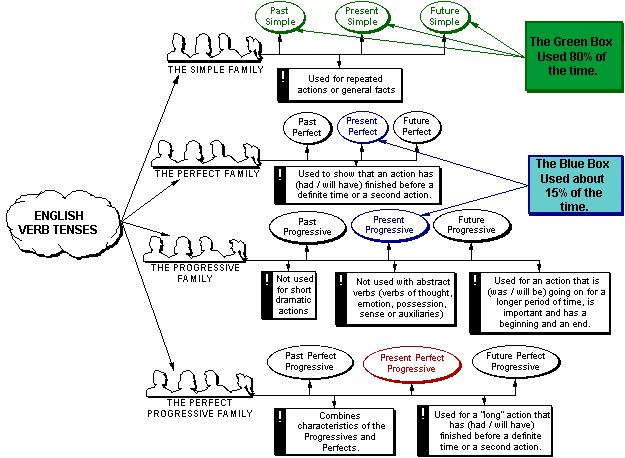 Past
Simple
Present
Simple
Future
Simple
The Green Box
Used 80% of
the time.
THE SIMPLE FAMILY
!
Used for repeated
actions or general facts
Past
Perfect
Present
Perfect
Future
Perfect
THE PERFECT FAMILY
!
Used to show that an action has
(had / will have) finished before a
definite time or a second action.
The Blue Box
Used about
15% of the
time.
ENGLISH
VERB TENSES
Past
Progressive
Present
Progressive
Future
Progressive
THE PROGRESSIVE
FAMILY
!
Not used
for short
dramatic
actions
!
Not used with abstract
verbs (verbs of thought,
emotion, possession,
sense or auxiliaries)
!
Used for an action that is
(was / will be) going on for a
longer period of time, is
important and has a
beginning and an end.
Past Perfect
Progressive
Present Perfect
Progressive
Future Perfect
Progressive
THE PERFECT
PROGRESSIVE FAMILY
!
Combines
characteristics of the
Progressives and
Perfects.
!
Used for a "long" action that
has (had / will have)
finished before a definite
time or a second action.